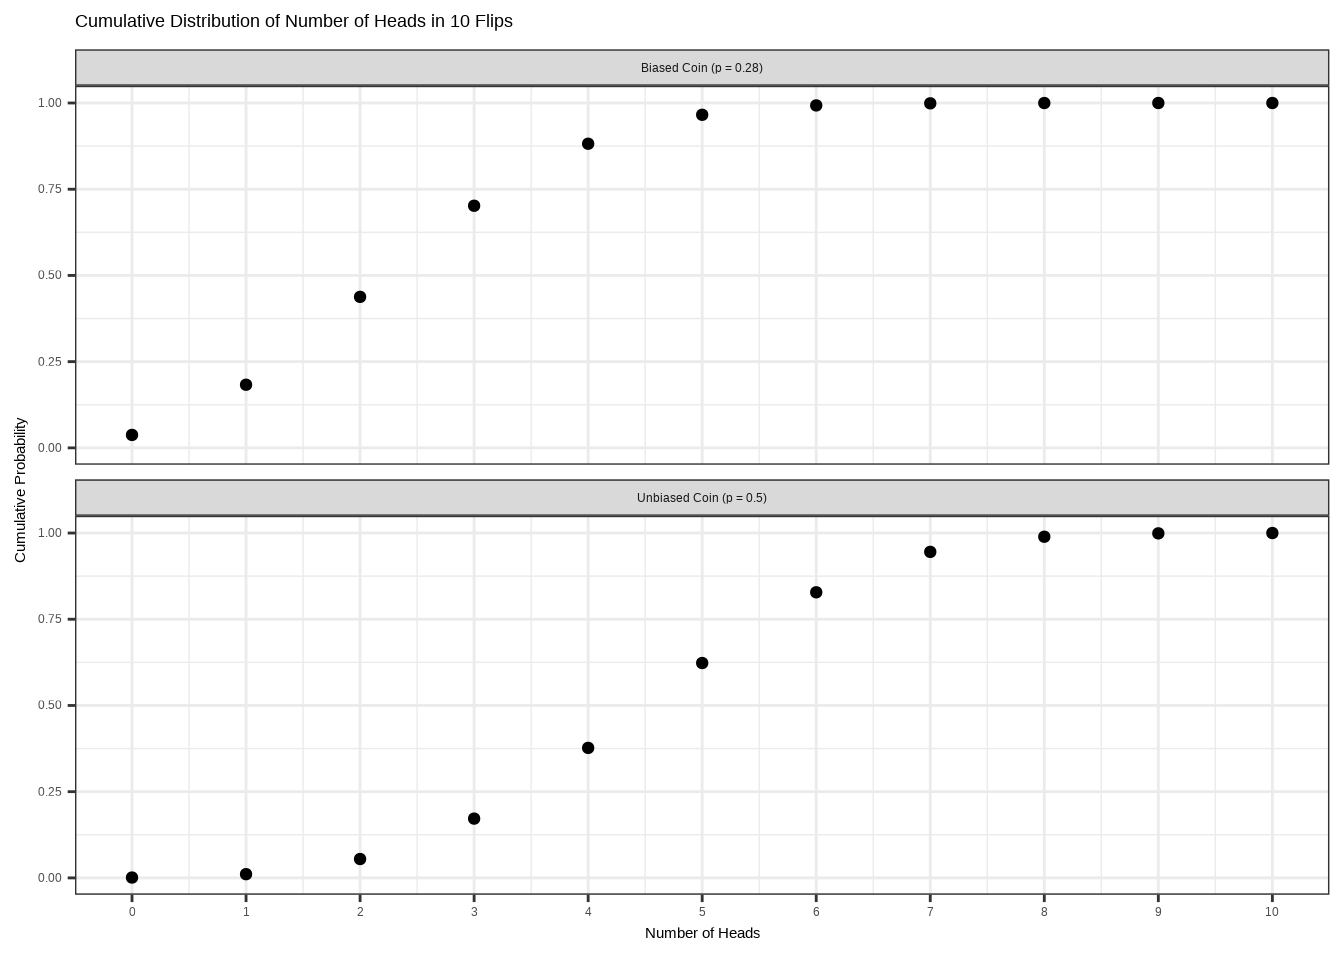 Cumulative Distribution of Number of Heads in 10 Flips
Biased Coin (p = 0.28)
1.00
0.75
0.50
0.25
0.00
Cumulative Probability
Unbiased Coin (p = 0.5)
1.00
0.75
0.50
0.25
0.00
0 1 2 3 4 5 6 7 8 9 10
Number of Heads